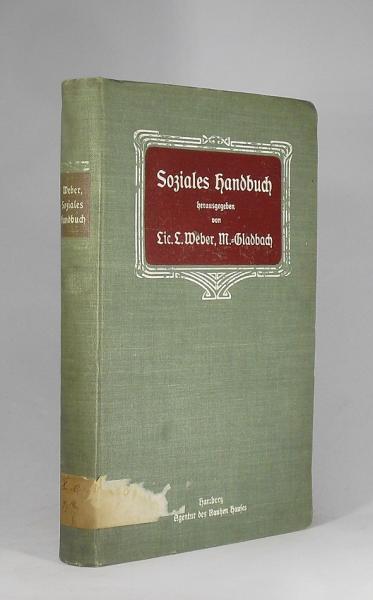 Weber,
Soziales
Handbuch
Soziales Handbuch
herausgegeben
von
Lic. L. Weber, M.-Gladbach
Hamburg
Agentur des Rauhen Hauses